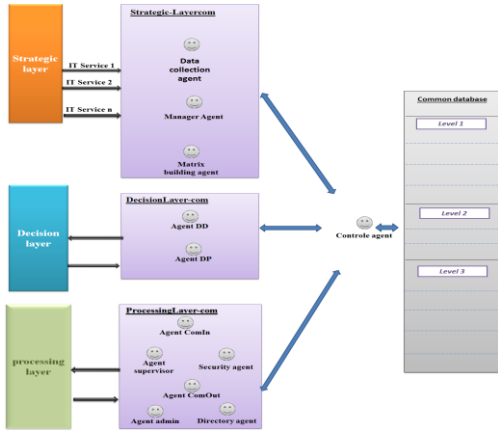 Strategic
layer
IT Service 1
IT Service 2
IT Service n
Strategic-Layercom
Data
collection
agent
Manager Agent
Matrix
building agent
Decision
layer
DecisionLayer-com
Agent DD
Agent DP
processing
layer
ProcessingLayer-com
Agent ComIn
Agent
supervisor
Security agent
Agent ComOut
Agent admin
Directory agent
Controle agent
Common database
Level 1
Level 2
Level 3